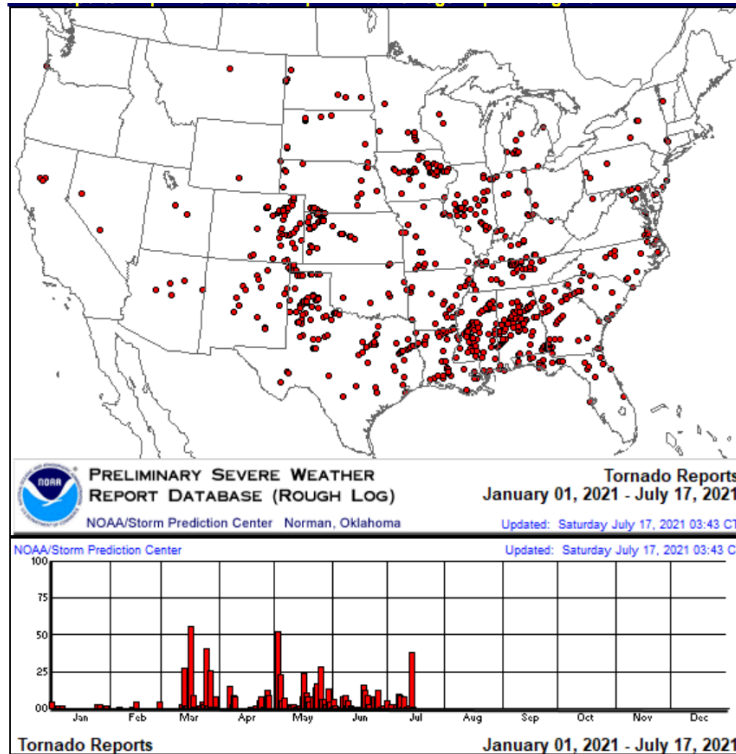 NOAA
PRELIMINARY SEVERE WEATHER
REPORT DATABASE (ROUGH LOG)
NOAA/Storm Prediction Center Norman, Oklahoma
Tornado Reports
January 01, 2021 - July 17, 2021
Updated: Saturday July 17, 2021 03:43 CT
NOAA/Storm Prediction Center
Updated: Saturday July 17, 2021 03:43 C
100
75
50
25
00
Jan Feb Mar Apr May Jun Jul Aug Sep Oct Nov Dec
Tornado Reports
January 01, 2021 - July 17, 2021